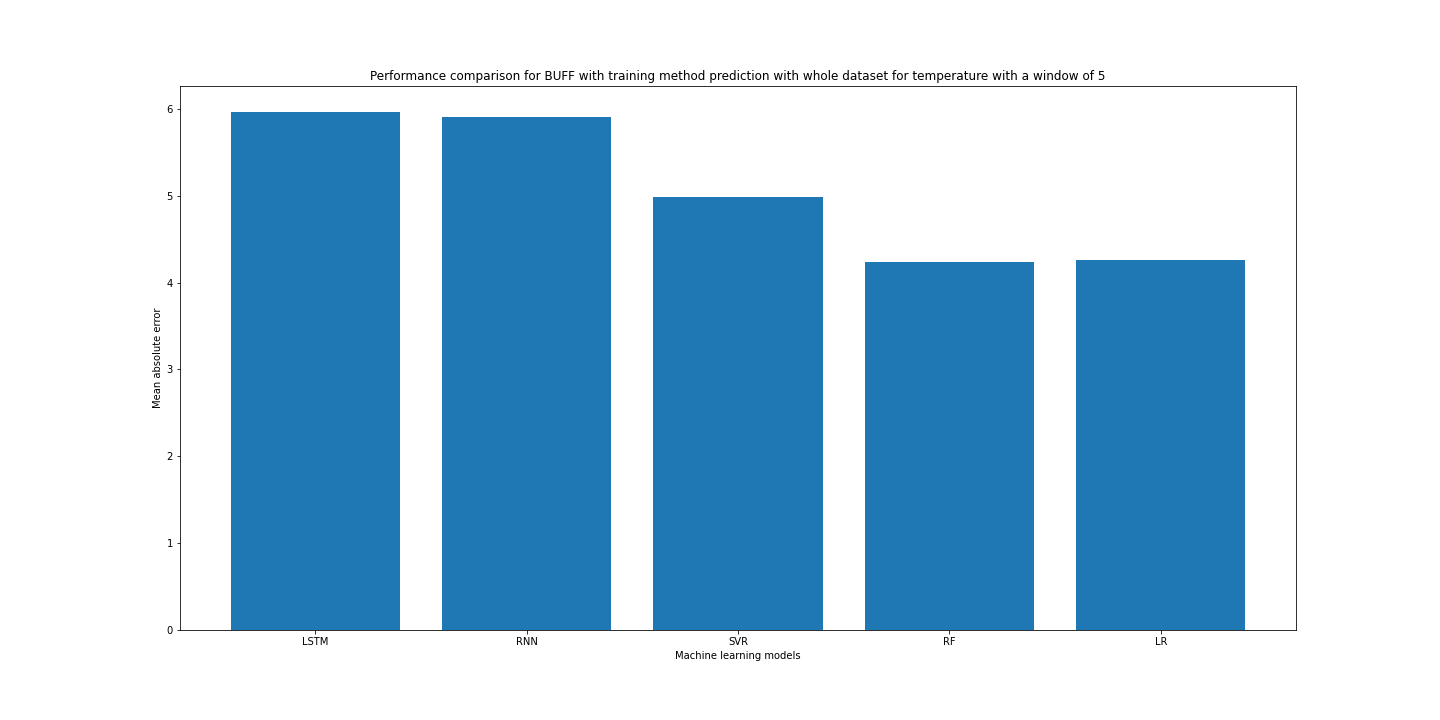 Performance comparison for BUFF with training method prediction with whole dataset for temperature with a window of 5
Mean absolute error
6
5
4
3
2
1
0
LSTM RNN SVR RF LR
Machine learning models